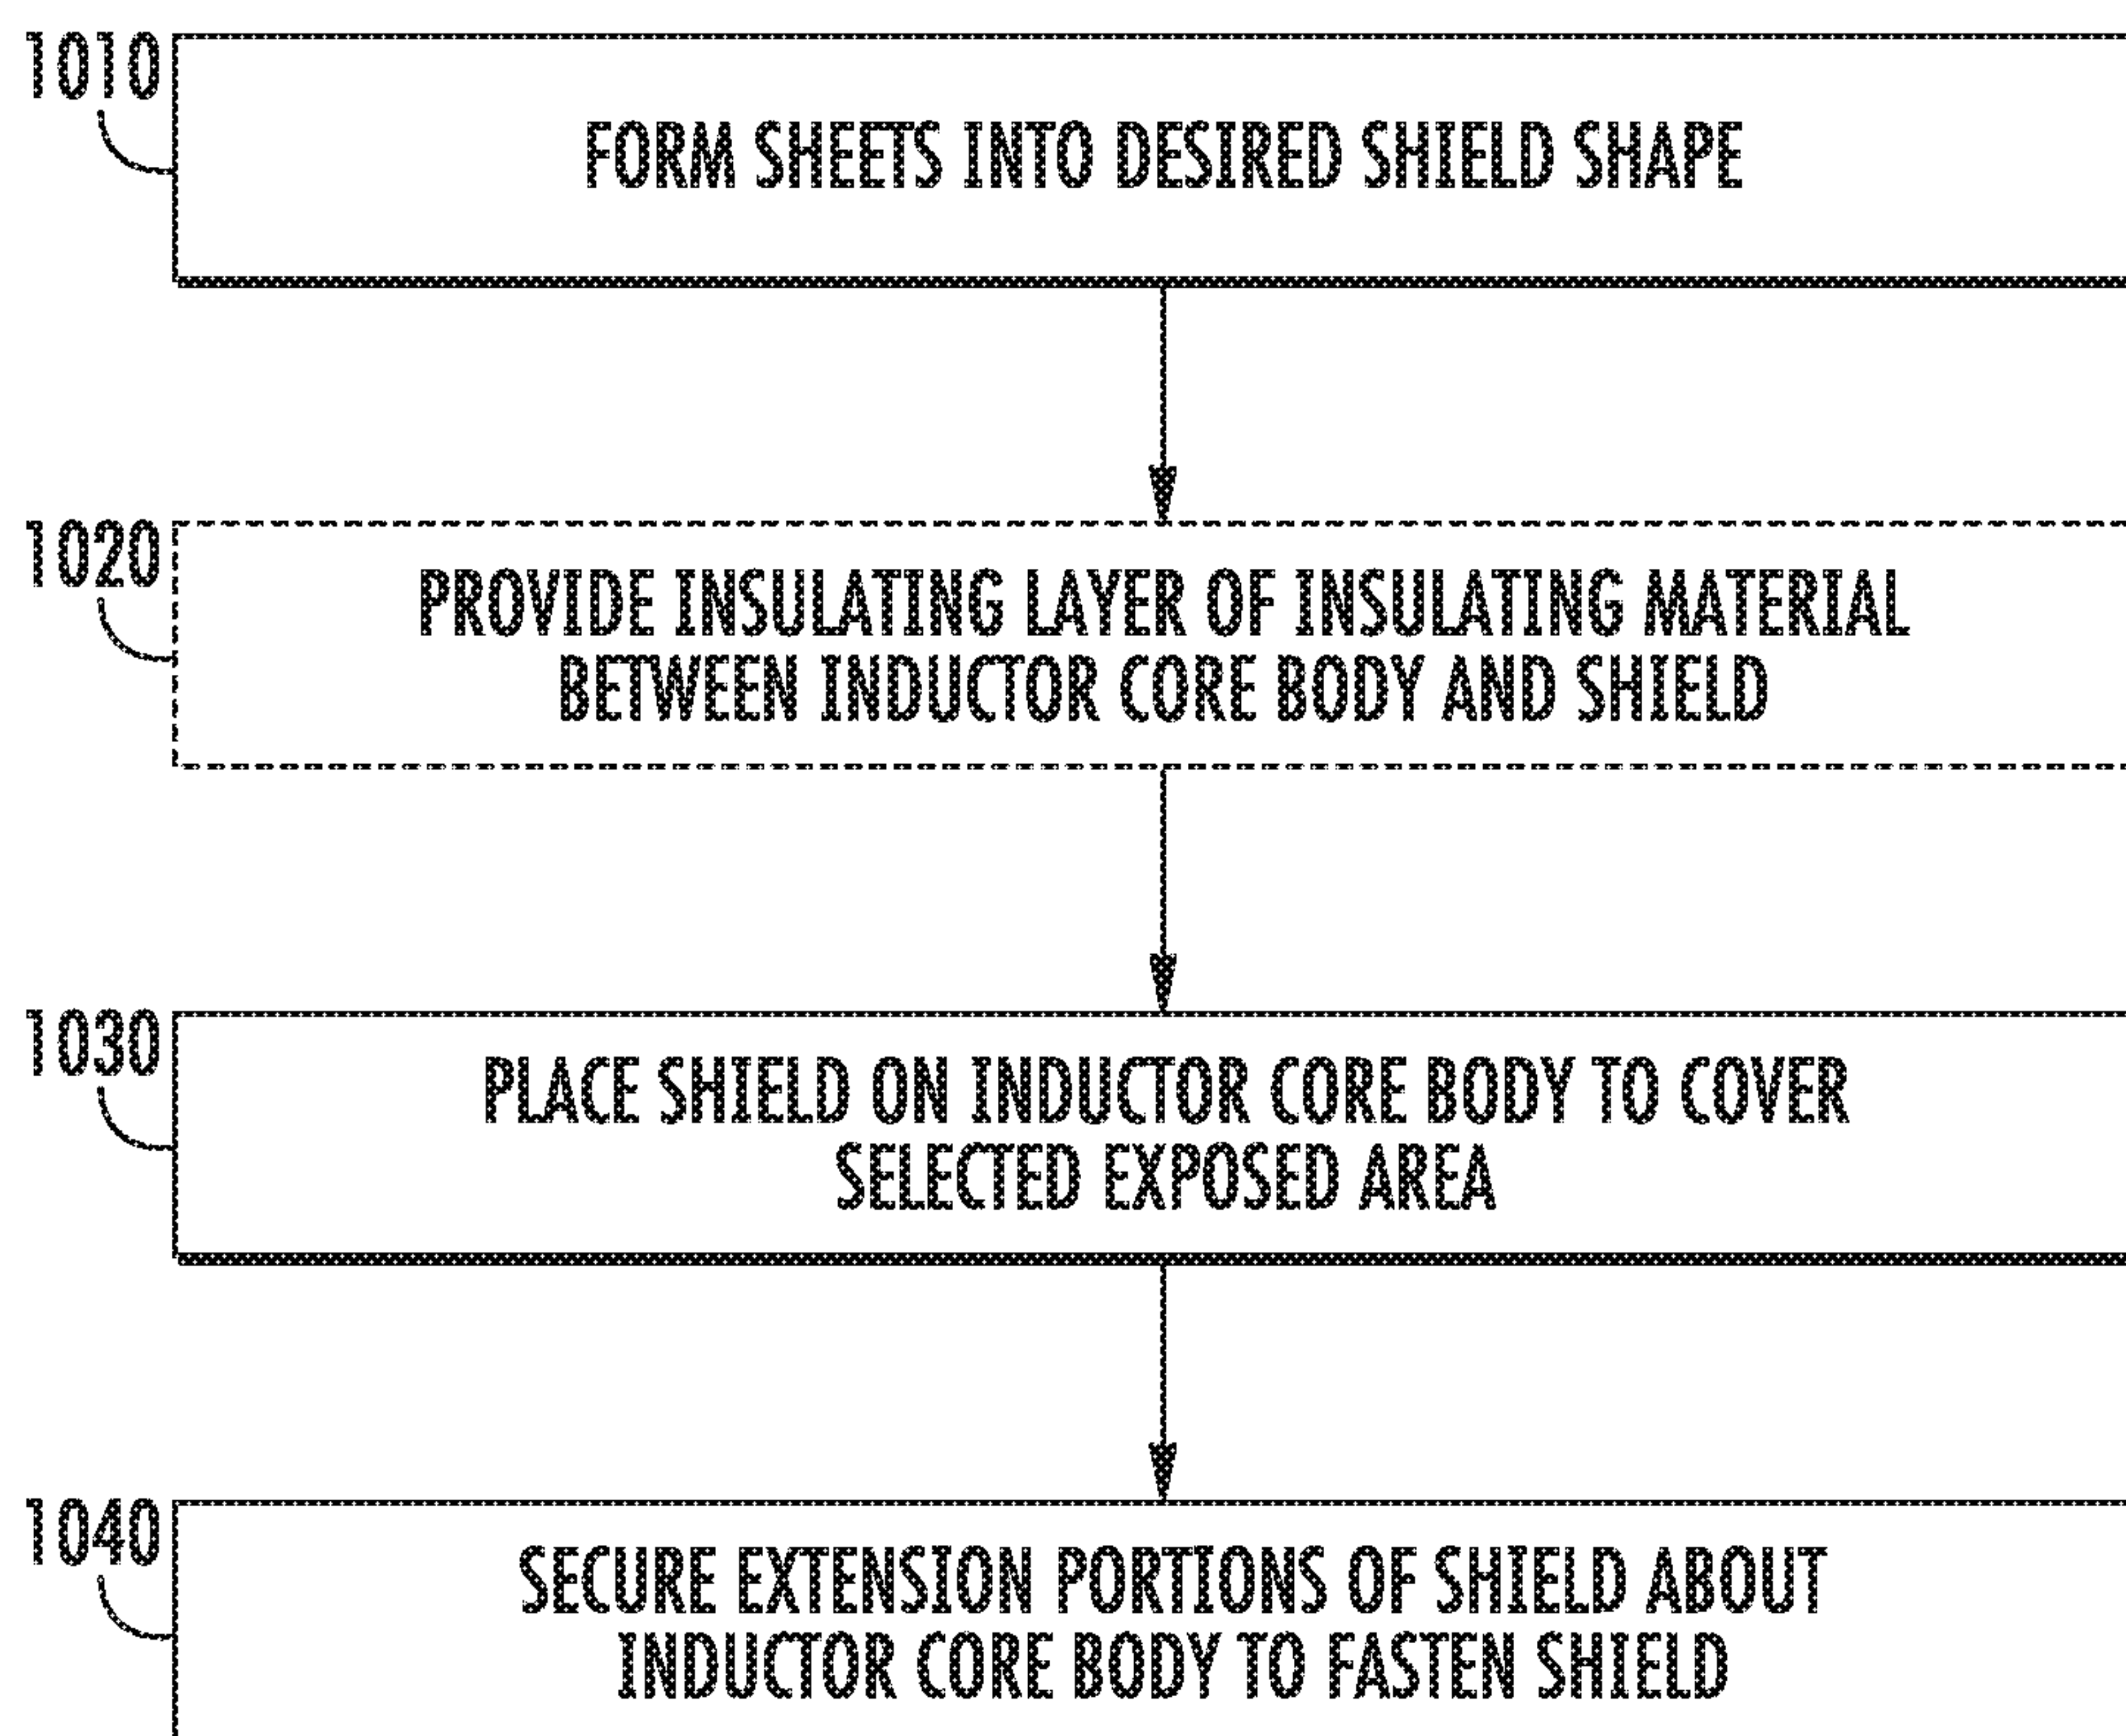 1010
FORM SHEETS INTO DESIRED SHIELD SHAPE
1020
PROVIDE INSULATING LAYER OF INSULATING MATERIAL
BETWEEN INDUCTOR CORE BODY AND SHIELD
1030
PLACE SHIELD ON INDUCTOR CORE BODY TO COVER
SELECTED EXPOSED AREA
1040
SECURE EXTENSION PORTIONS OF SHIELD ABOUT
INDUCTOR CORE BODY TO FASTEN SHIELD